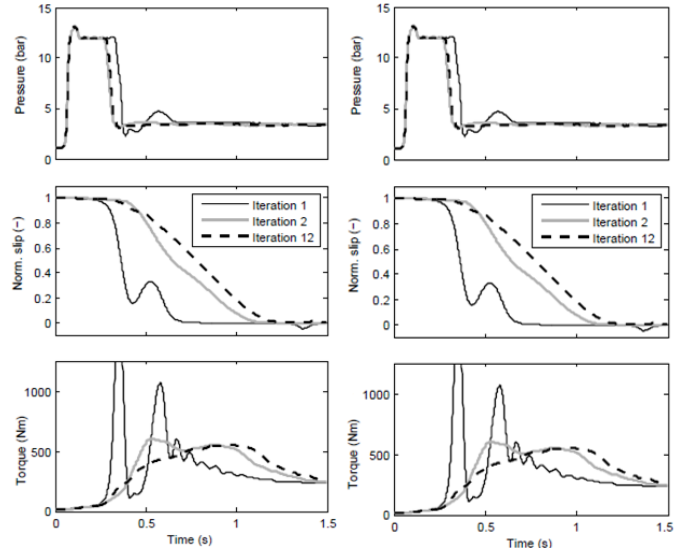 15
10
5
0
Pressure (bar)
15
10
5
0
Pressure (bar)
1
0.8
0.6
0.4
0.2
0
Norm. slip (−)
Iteration 1
Iteration 2
Iteration 12
1
0.8
0.6
0.4
0.2
0
Norm. slip (−)
Iteration 1
Iteration 2
Iteration 12
1000
500
0
Torque (Nm)
0 0.5 1 1.5
Time (s)
1000
500
0
Torque (Nm)
0 0.5 1 1.5
Time (s)